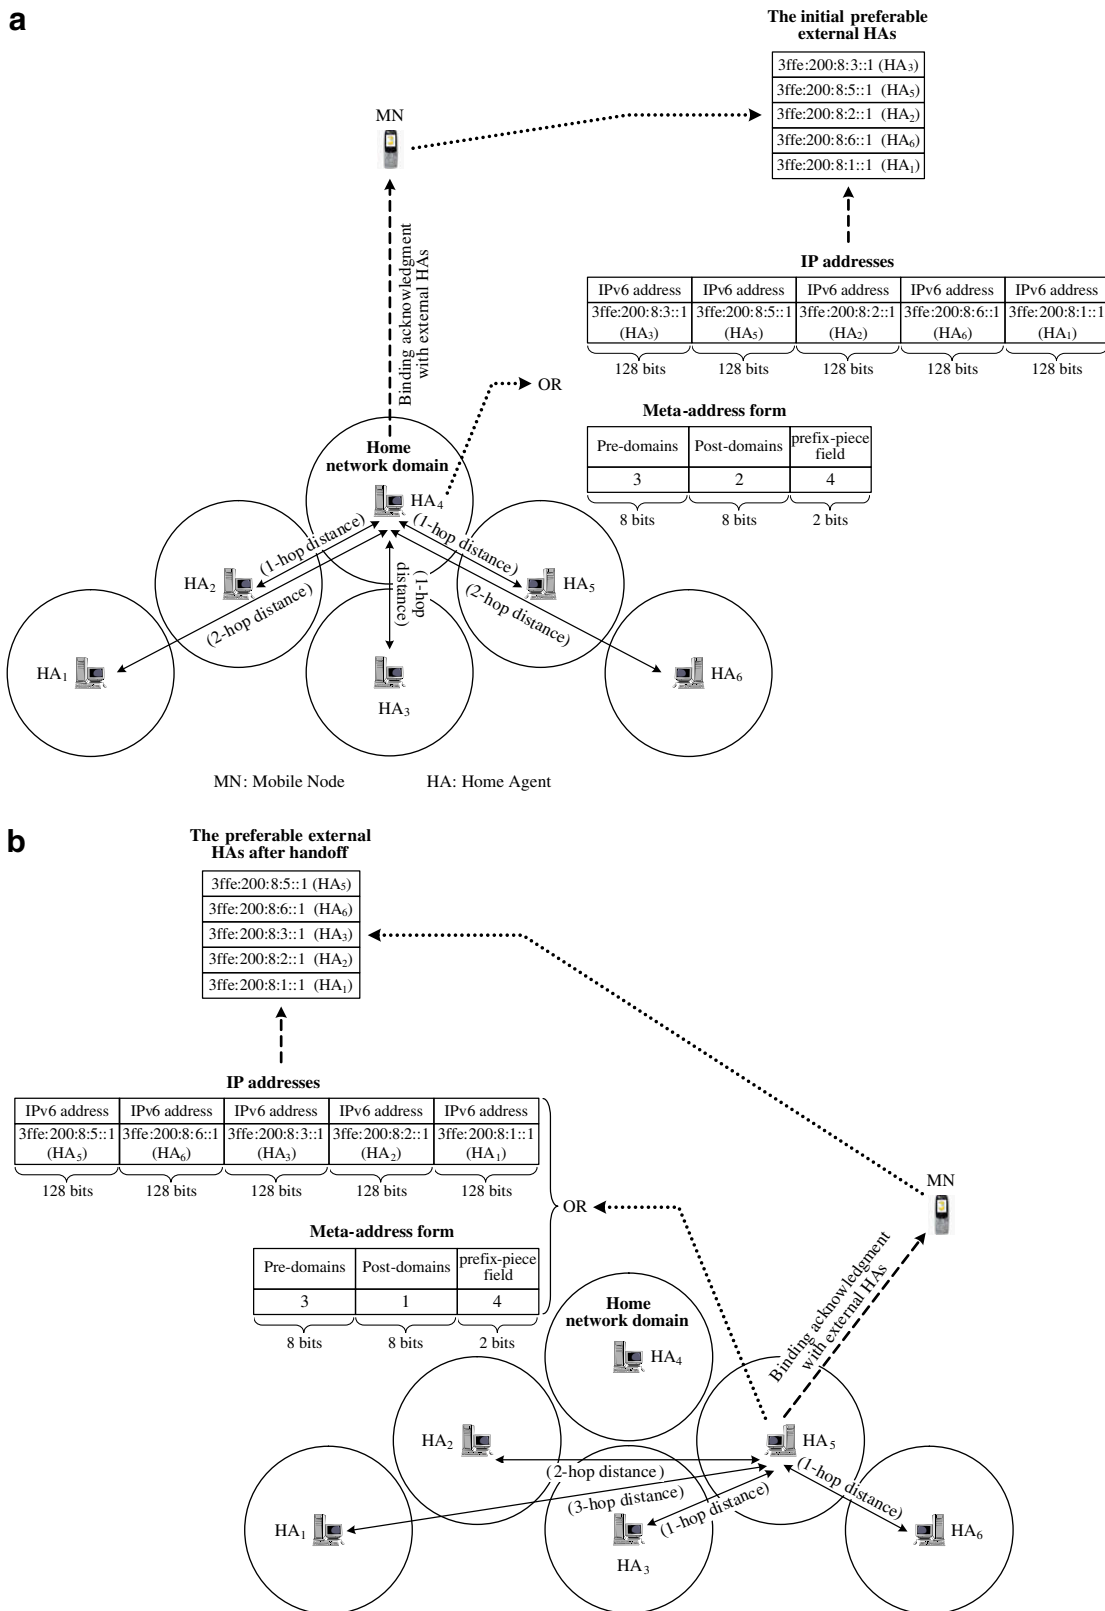 a
The initial preferable
external HAs
3ffe:200:8:3::1 (HA3)
3ffe:200:8:5::1 (HA5)
3ffe:200:8:2::1 (HA2)
3ffe:200:8:6::1 (HA6)
3ffe:200:8:1::1 (HA1)
MN
Binding acknowledgment
with external HAs
IP addresses
IPv6 address IPv6 address IPv6 address IPv6 address IPv6 address
3ffe:200:8:3::1 3ffe:200:8:5::1 3ffe:200:8:2::1 3ffe:200:8:6::1 3ffe:200:8:1::1
(HA3) (HA5) (HA2) (HA6) (HA1)
128 bits 128 bits 128 bits 128 bits 128 bits
OR
Meta-address form
Pre-domains Post-domains prefix-piece
field
3 2 4
8 bits 8 bits 2 bits
Home
network domain
HA4
(1-hop distance)
(1-hop distance)
(1-hop
distance)
HA2
HA5
(2-hop distance)
(2-hop distance)
HA1
HA3
HA6
MN: Mobile Node HA: Home Agent
b
The preferable external
HAs after handoff
3ffe:200:8:5::1 (HA5)
3ffe:200:8:6::1 (HA6)
3ffe:200:8:3::1 (HA3)
3ffe:200:8:2::1 (HA2)
3ffe:200:8:1::1 (HA1)
IP addresses
IPv6 address IPv6 address IPv6 address IPv6 address IPv6 address
3ffe:200:8:5::1 3ffe:200:8:6::1 3ffe:200:8:3::1 3ffe:200:8:2::1 3ffe:200:8:1::1
(HA5) (HA6) (HA3) (HA2) (HA1)
128 bits 128 bits 128 bits 128 bits 128 bits
OR
MN
Meta-address form
Pre-domains Post-domains prefix-piece
field
3 1 4
8 bits 8 bits 2 bits
Binding acknowledgment
with external HAs
Home
network domain
HA4
HA2
HA5
(2-hop distance)
(1-hop distance)
(3-hop distance)
(1-hop distance)
HA1
HA3
HA6